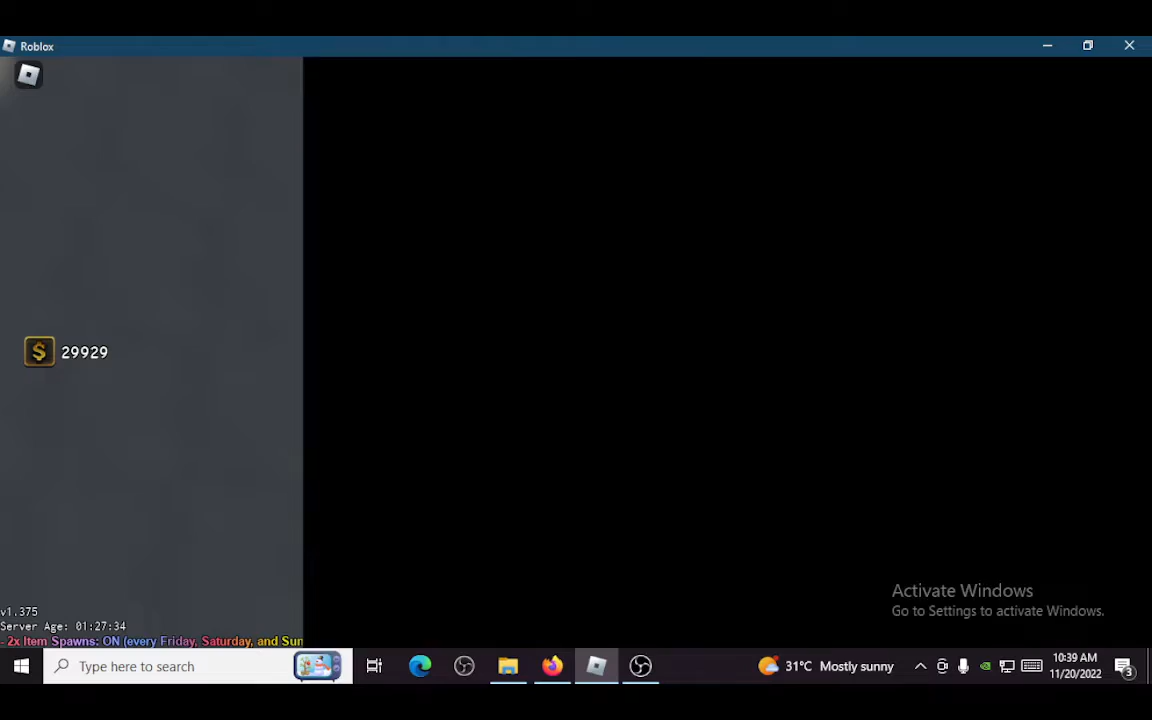 Roblox
29929
Activate Windows
Go to Settings to activate Windows.
v1.375
Server Age: 01:27:34
- 2x Item Spawns: ON (every Friday, Saturday, and Sun
Type here to search
31°C Mostly sunny
10:39 AM
11/20/2022
3